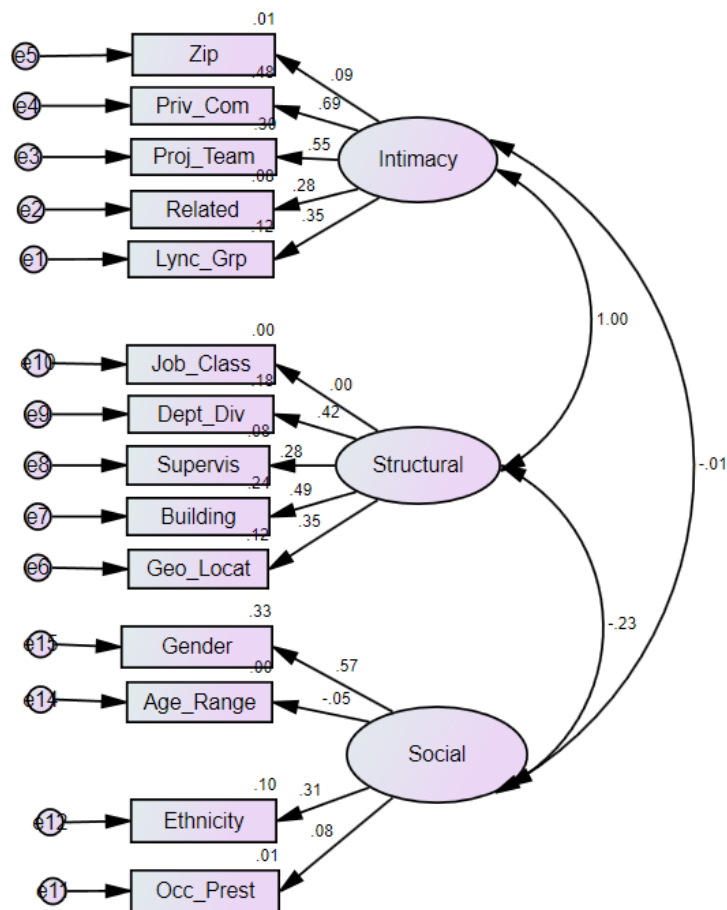 .01
e5
Zip
.09
.48
e4
Priv_Com
.69
.30
e3
Proj_Team
.55
Intimacy
.08
e2
Related
.28
.12
e1
Lync_Grp
.35
1.00
.00
e10
Job_Class
.00
.18
e9
Dept_Div
.42
.08
e8
Supervis
.28
Structural
-.01
.24
e7
Building
.49
.12
e6
Geo_Locat
.35
.33
e15
Gender
.57
-.23
.00
e14
Age_Range
-.05
Social
.10
e12
Ethnicity
.31
.01
e11
Occ_Prest
.08